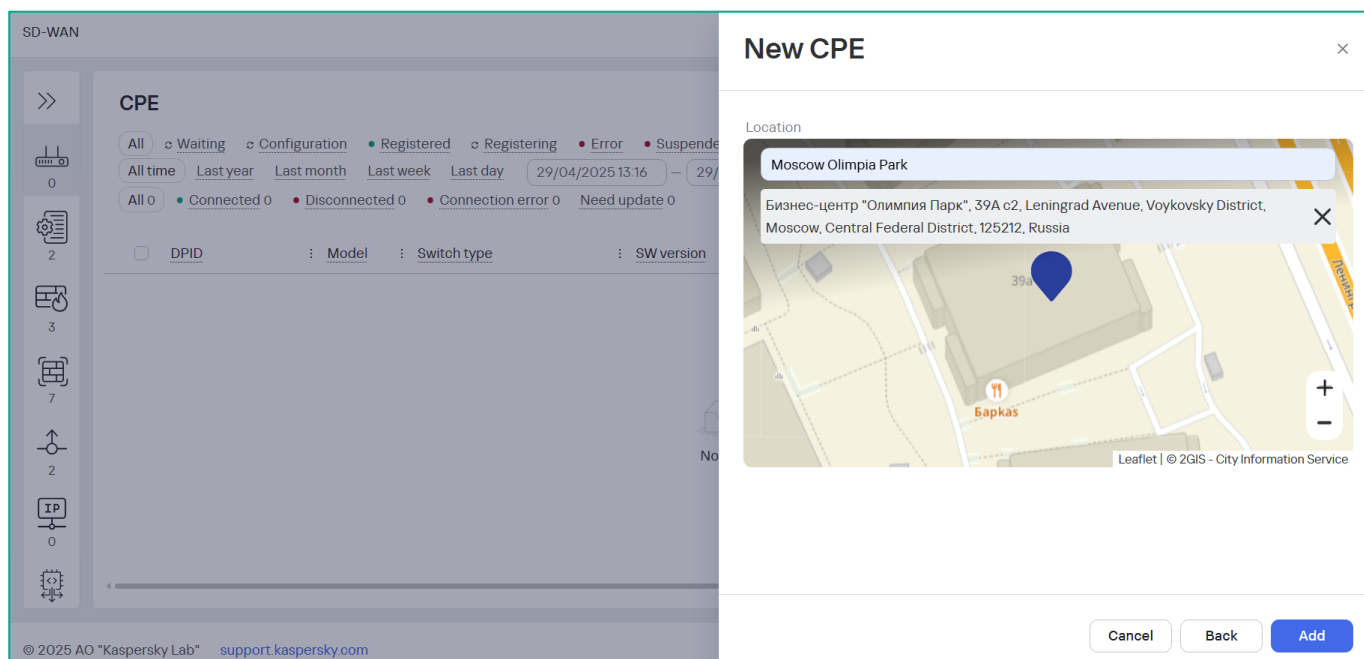 SD-WAN
CPE
All Waiting Configuration Registered Registering Error Suspende
All time Last year Last month Last week Last day 29/04/2025 13:16 — 29/
All 0 Connected 0 Disconnected 0 Connection error 0 Need update 0
DPID Model Switch type SW version
0
2
3
7
2
IP
0
No
© 2025 AO "Kaspersky Lab" support.kaspersky.com
New CPE
Location
Moscow Olimpia Park
Бизнес-центр "Олимпия Парк", 39A c2, Leningrad Avenue, Voykovsky District,
Moscow, Central Federal District, 125212, Russia
39а
Ленингр
Баркаs
Leaflet | © 2GIS - City Information Service
Cancel Back Add